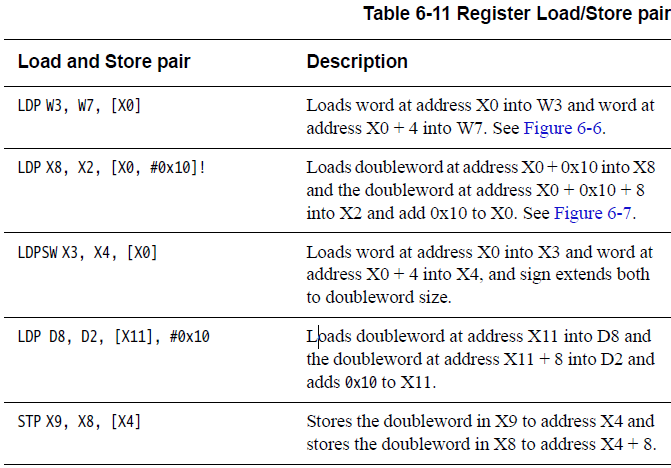 Table 6-11 Register Load/Store pair
Load and Store pair Description
LDP W3, W7, [X0] Loads word at address X0 into W3 and word at
address X0 + 4 into W7. See Figure 6-6.
LDP X8, X2, [X0, #0x10]! Loads doubleword at address X0 + 0x10 into X8
and the doubleword at address X0 + 0x10 + 8
into X2 and add 0x10 to X0. See Figure 6-7.
LDPSW X3, X4, [X0] Loads word at address X0 into X3 and word at
address X0 + 4 into X4, and sign extends both
to doubleword size.
LDP D8, D2, [X11], #0x10 Loads doubleword at address X11 into D8 and
the doubleword at address X11 + 8 into D2 and
adds 0x10 to X11.
STP X9, X8, [X4] Stores the doubleword in X9 to address X4 and
stores the doubleword in X8 to address X4 + 8.